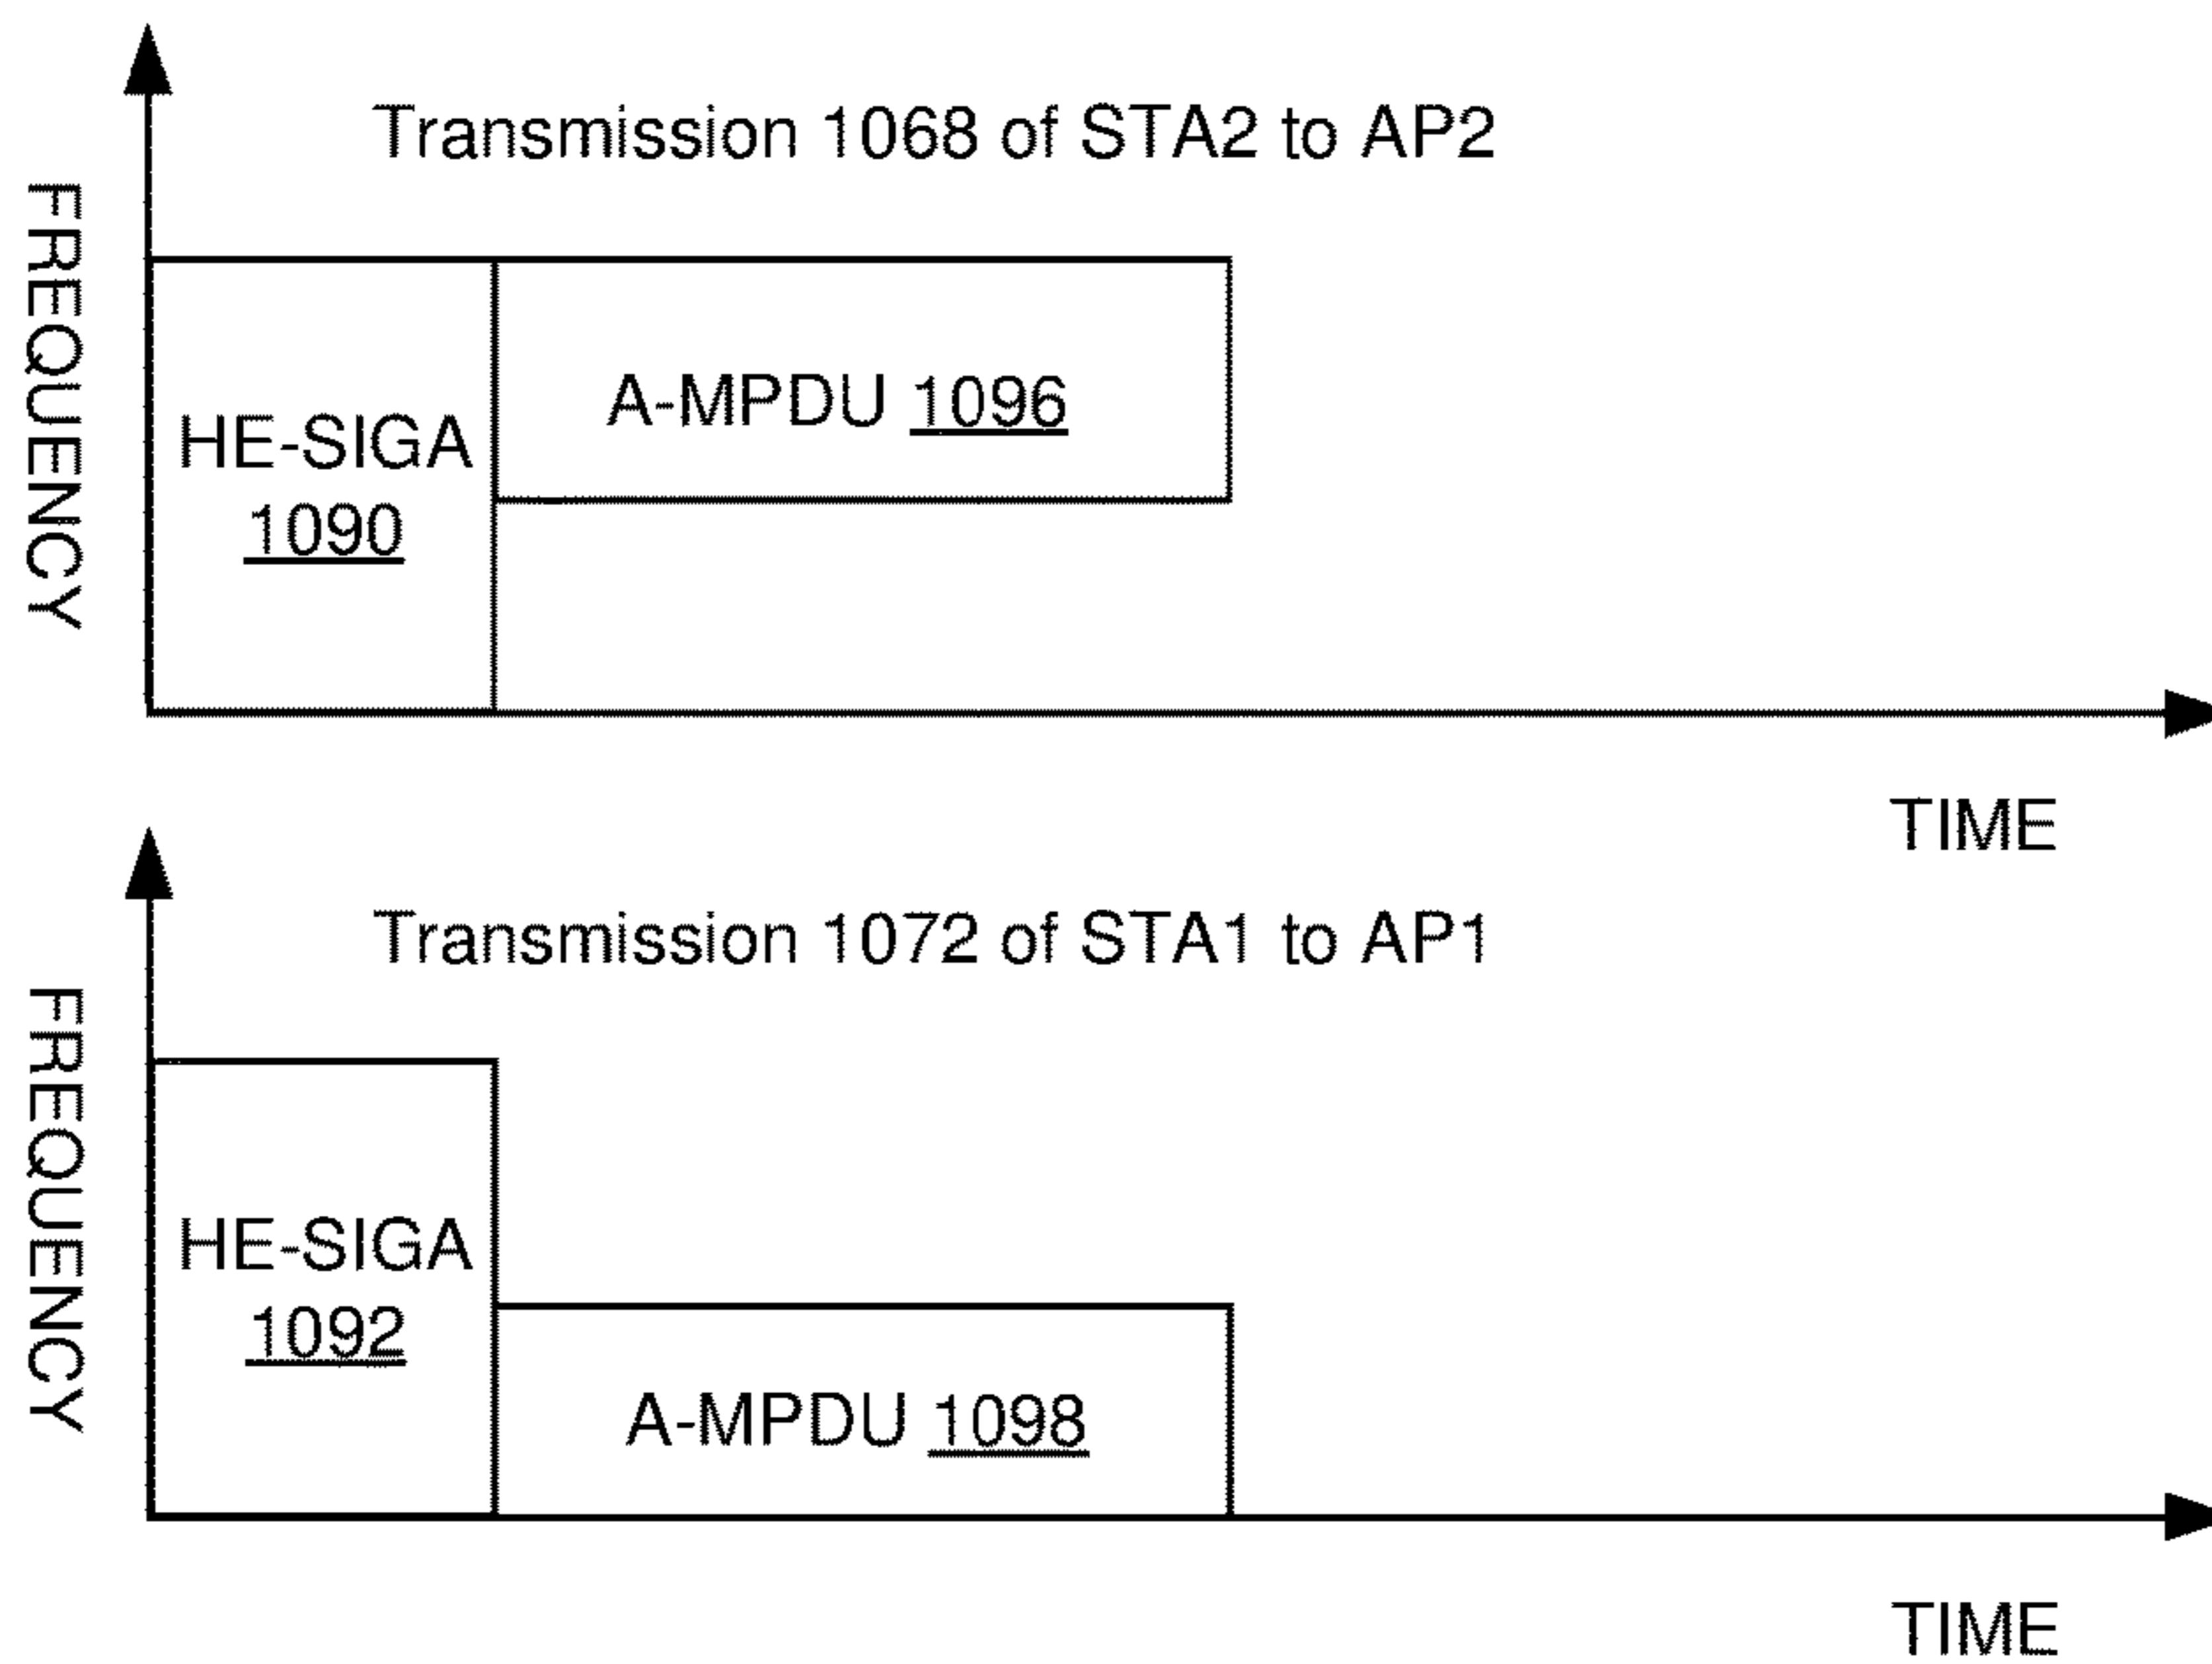 Transmission 1068 of STA2 to AP2
FREQUENCY
HE-SIGA
1090
A-MPDU 1096
TIME
Transmission 1072 of STA1 to AP1
FREQUENCY
HE-SIGA
1092
A-MPDU 1098
TIME